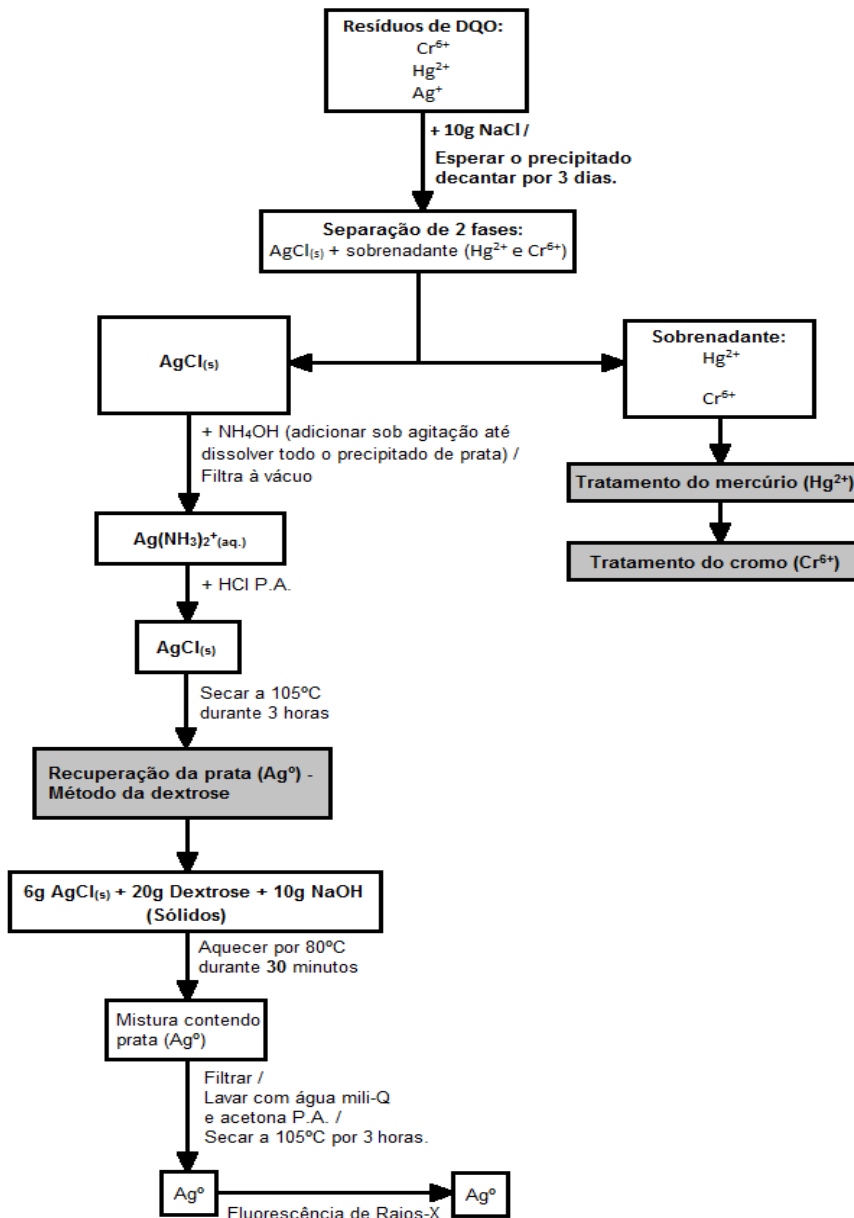 Resíduos de DQO:
Cr⁶⁺
Hg²⁺
Ag⁺
+ 10g NaCl /
Esperar o precipitado
decantar por 3 dias.
Separação de 2 fases:
AgCl₍ₛ₎ + sobrenadante (Hg²⁺ e Cr⁶⁺)
AgCl₍ₛ₎
Sobrenadante:
Hg²⁺
Cr⁶⁺
+ NH₄OH (adicionar sob agitação até
dissolver todo o precipitado de prata) /
Filtra à vácuo
Tratamento do mercúrio (Hg²⁺)
Ag(NH₃)₂⁺(aq.)
Tratamento do cromo (Cr⁶⁺)
+ HCl P.A.
AgCl₍ₛ₎
Secar a 105ºC
durante 3 horas
Recuperação da prata (Agº) -
Método da dextrose
6g AgCl₍ₛ₎ + 20g Dextrose + 10g NaOH
(Sólidos)
Aquecer por 80ºC
durante 30 minutos
Mistura contendo
prata (Agº)
Filtrar /
Lavar com água mili-Q
e acetona P.A. /
Secar a 105ºC por 3 horas.
Agº
Agº
Fluorescência de Raios-X